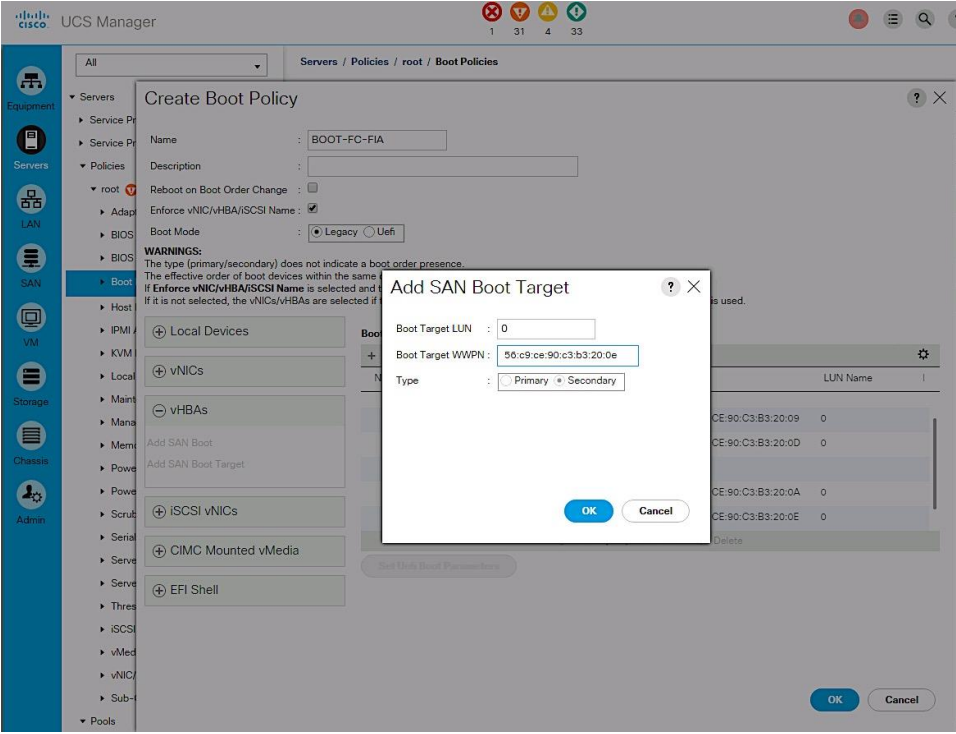 cisco
UCS Manager
1 31 4 33
All
Servers / Policies / root / Boot Policies
Equipment
Servers
LAN
SAN
VM
Storage
Chassis
Admin
Servers
Service Pr
Service Pr
Policies
root
Adapt
BIOS
BIOS
Boot
Host
IPMI
KVM
Local
Maint
Mana
Memo
Powe
Powe
Scrub
Serial
Serve
Serve
Thres
iSCSI
vMed
vNIC/
Sub-
Pools
Create Boot Policy
?
Name : BOOT-FC-FIA
Description :
Reboot on Boot Order Change :
Enforce vNIC/vHBA/iSCSI Name :
Boot Mode : Legacy Uefi
WARNINGS:
The type (primary/secondary) does not indicate a boot order presence.
The effective order of boot devices within the same
If Enforce vNIC/vHBA/iSCSI Name is selected and t
If it is not selected, the vNICs/vHBAs are selected if is used.
Local Devices
vNICs
vHBAs
Add SAN Boot
Add SAN Boot Target
iSCSI vNICs
CIMC Mounted vMedia
EFI Shell
Boo
+
N LUN Name
CE:90:C3:B3:20:09 0
CE:90:C3:B3:20:0D 0
CE:90:C3:B3:20:0A 0
CE:90:C3:B3:20:0E 0
Delete
Set Uefi Boot Parameters
Add SAN Boot Target
?
Boot Target LUN : 0
Boot Target WWPN : 56:c9:ce:90:c3:b3:20:0e
Type : Primary Secondary
OK Cancel
OK Cancel